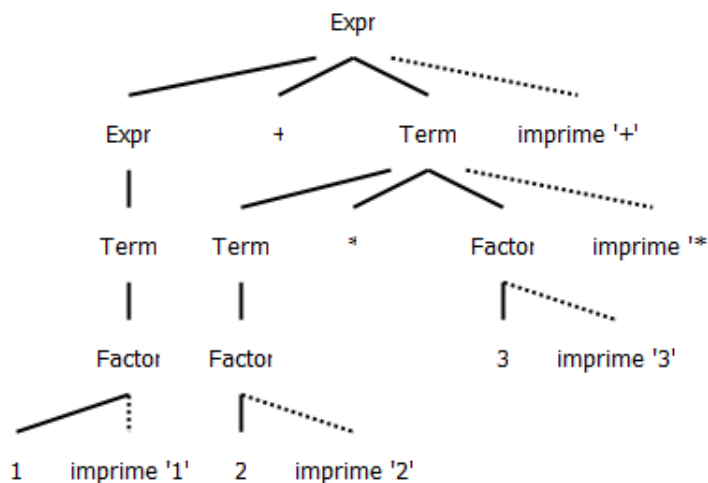 Expr
Expr + Term imprime '+'
Term Term * Factor imprime '*
Factor Factor 3 imprime '3'
1 imprime '1' 2 imprime '2'